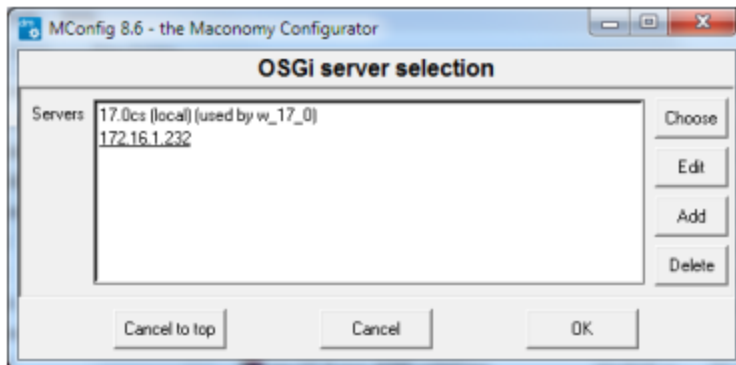 MConfig 8.6 - the Maconomy Configurator
OSGi server selection
Servers
17.0cs (local) (used by w_17_0)
172.16.1.232
Choose
Edit
Add
Delete
Cancel to top
Cancel
OK